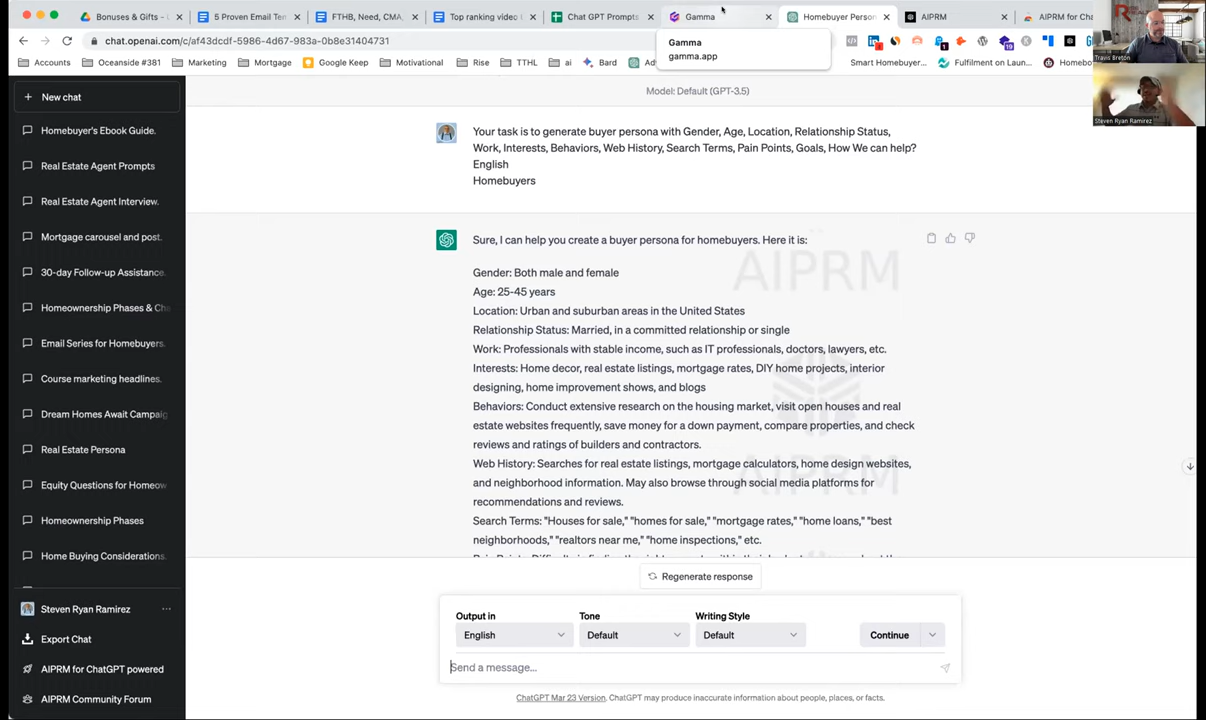 Bonuses & Gifts -
5 Proven Email Ten
FTHB, Need, CMA,
Top ranking video t
Chat GPT Prompts
Gamma
Homebuyer Person
AIPRM
AIPRM for Chat
chat.openai.com/c/af43dcdf-5964-4186-a983-0b8e31404731
Gamma
gamma.app
Accounts
Oceanside #381
Marketing
Mortgage
Google Keep
Motivational
Rise
TTHL
ai
Bard
Smart Homebuyer...
Fulfilment on Laun...
Travis Breton
Steven Ryan Ramirez
New chat
Homebuyer's Ebook Guide.
Real Estate Agent Prompts
Real Estate Agent Interview.
Mortgage carousel and post.
30-day Follow-up Assistance.
Homeownership Phases & Cha
Email Series for Homebuyers.
Course marketing headlines.
Dream Homes Await Campaig
Real Estate Persona
Equity Questions for Homeow
Homeownership Phases
Home Buying Considerations.
Steven Ryan Ramirez
Export Chat
AIPRM for ChatGPT powered
AIPRM Community Forum
Model: Default (GPT-3.5)
Your task is to generate buyer persona with Gender, Age, Location, Relationship Status,
Work, Interests, Behaviors, Web History, Search Terms, Pain Points, Goals, How We can help?
English
Homebuyers
Sure, I can help you create a buyer persona for homebuyers. Here it is:
Gender: Both male and female
Age: 25-45 years
Location: Urban and suburban areas in the United States
Relationship Status: Married, in a committed relationship or single
Work: Professionals with stable income, such as IT professionals, doctors, lawyers, etc.
Interests: Home decor, real estate listings, mortgage rates, DIY home projects, interior
designing, home improvement shows, and blogs
Behaviors: Conduct extensive research on the housing market, visit open houses and real
estate websites frequently, save money for a down payment, compare properties, and check
reviews and ratings of builders and contractors.
Web History: Searches for real estate listings, mortgage calculators, home design websites,
and neighborhood information. May also browse through social media platforms for
recommendations and reviews.
Search Terms: "Houses for sale," "homes for sale," "mortgage rates," "home loans," "best
neighborhoods," "realtors near me," "home inspections," etc.
AIPRM
AIPRM
Regenerate response
Output in
Tone
Writing Style
English
Default
Default
Continue
Send a message...
ChatGPT Mar 23 Version. ChatGPT may produce inaccurate information about people, places, or facts.